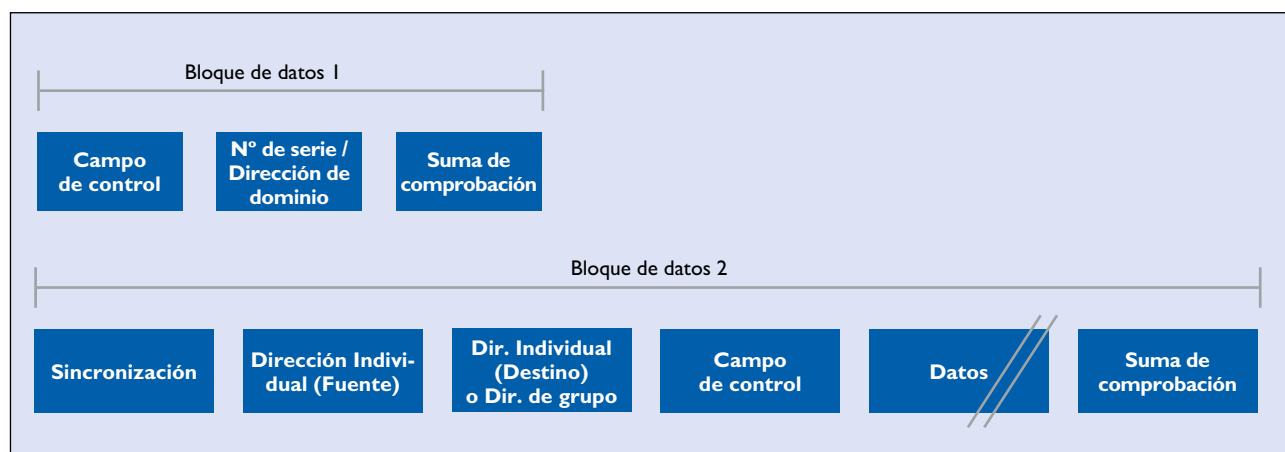 Bloque de datos 1
Campo
de control
Nº de serie /
Dirección de
dominio
Suma de
comprobación
Bloque de datos 2
Sincronización
Dirección Indivi-
dual (Fuente)
Dir. Individual
(Destino)
o Dir. de grupo
Campo
de control
Datos
Suma de
comprobación